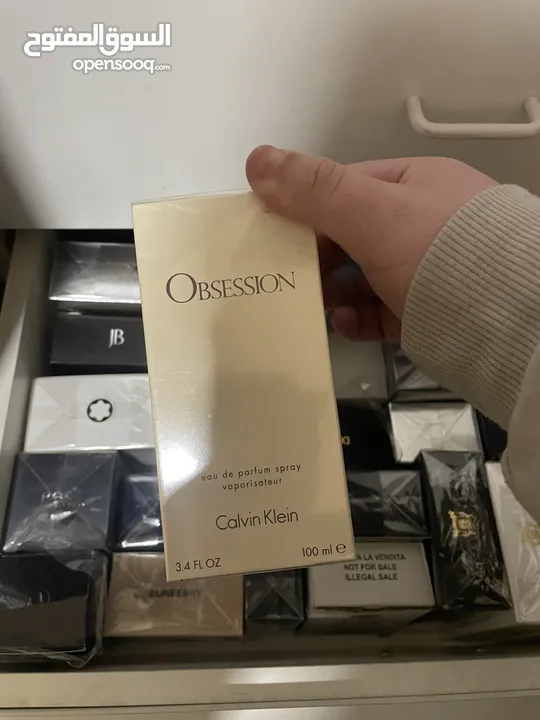 السوق المفتوح
opensooq.com
OBSESSION
eau de parfum spray
vaporisateur
Calvin Klein
3.4 FL OZ
100 ml e
JB
BURBERRY
LA VENDITA
NOT FOR SALE
ILLEGAL SALE